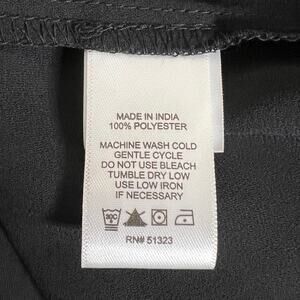 MADE IN INDIA
100% POLYESTER
MACHINE WASH COLD
GENTLE CYCLE
DO NOT USE BLEACH
TUMBLE DRY LOW
USE LOW IRON
IF NECESSARY
RN# 51323